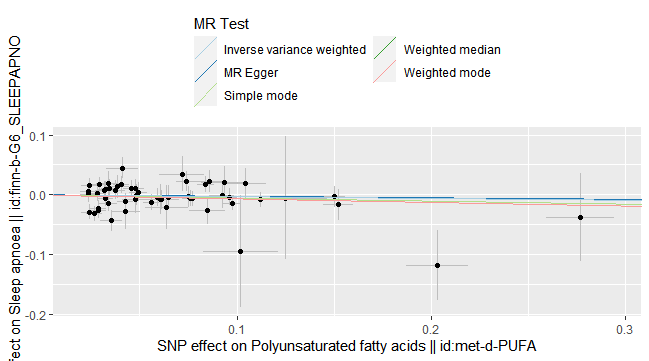 MR Test
Inverse variance weighted
Weighted median
MR Egger
Weighted mode
Simple mode
ffect on Sleep apnoea || id:finn-b-G6_SLEEPAPNO
0.1
0.0
-0.1
-0.2
0.1
0.2
0.3
SNP effect on Polyunsaturated fatty acids || id:met-d-PUFA